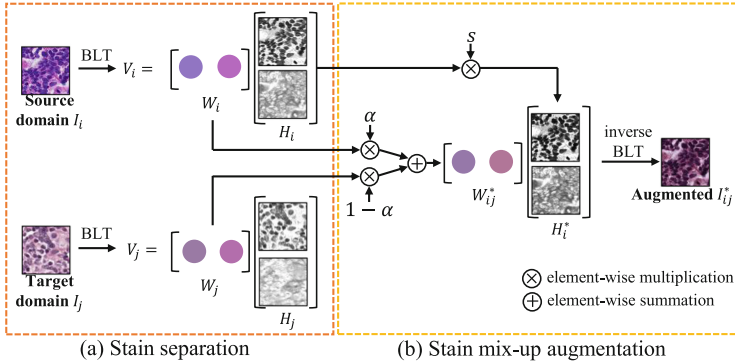 BLT
V_i =
W_i
H_i
Source
domain I_i
BLT
V_j =
W_j
H_j
Target
domain I_j
s
α
1 − α
W*_ij
H*_i
inverse
BLT
Augmented I*_ij
⊗ element-wise multiplication
⊕ element-wise summation
(a) Stain separation
(b) Stain mix-up augmentation